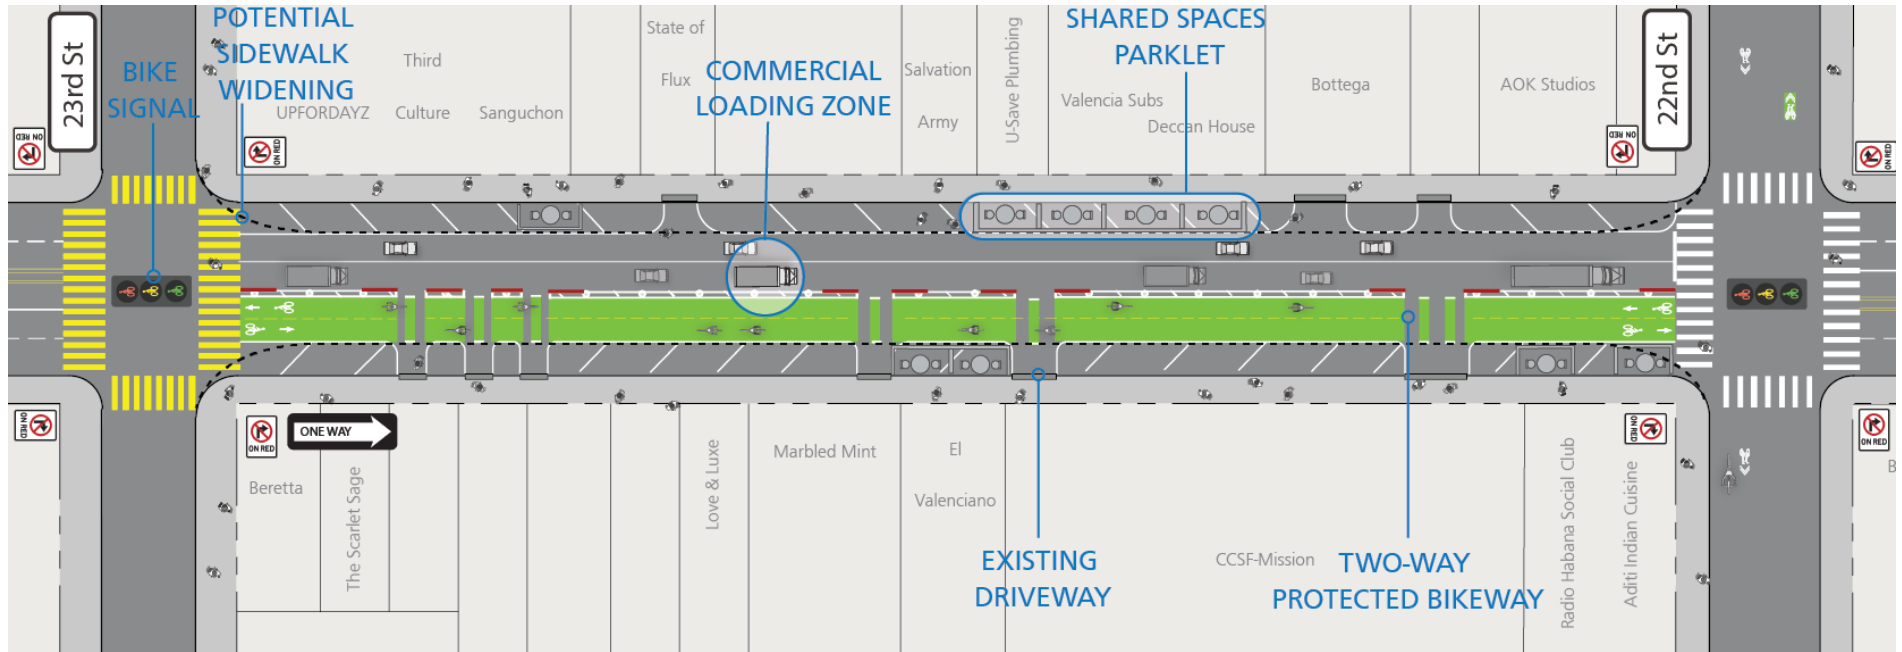 POTENTIAL
SIDEWALK
WIDENING
SHARED SPACES
PARKLET
23rd St
22nd St
BIKE
SIGNAL
COMMERCIAL
LOADING ZONE
UPFORDAYZ
Third
Culture
Sanguchon
State of
Flux
Salvation
Army
U-Save Plumbing
Valencia Subs
Deccan House
Bottega
AOK Studios
ON RED
ON RED
ON RED
ON RED
ON RED
ON RED
ON RED
ON RED
ONE WAY
Beretta
The Scarlet Sage
Love & Luxe
Marbled Mint
El
Valenciano
EXISTING
DRIVEWAY
CCSF-Mission
TWO-WAY
PROTECTED BIKEWAY
Radio Habana Social Club
Aditi Indian Cuisine
B